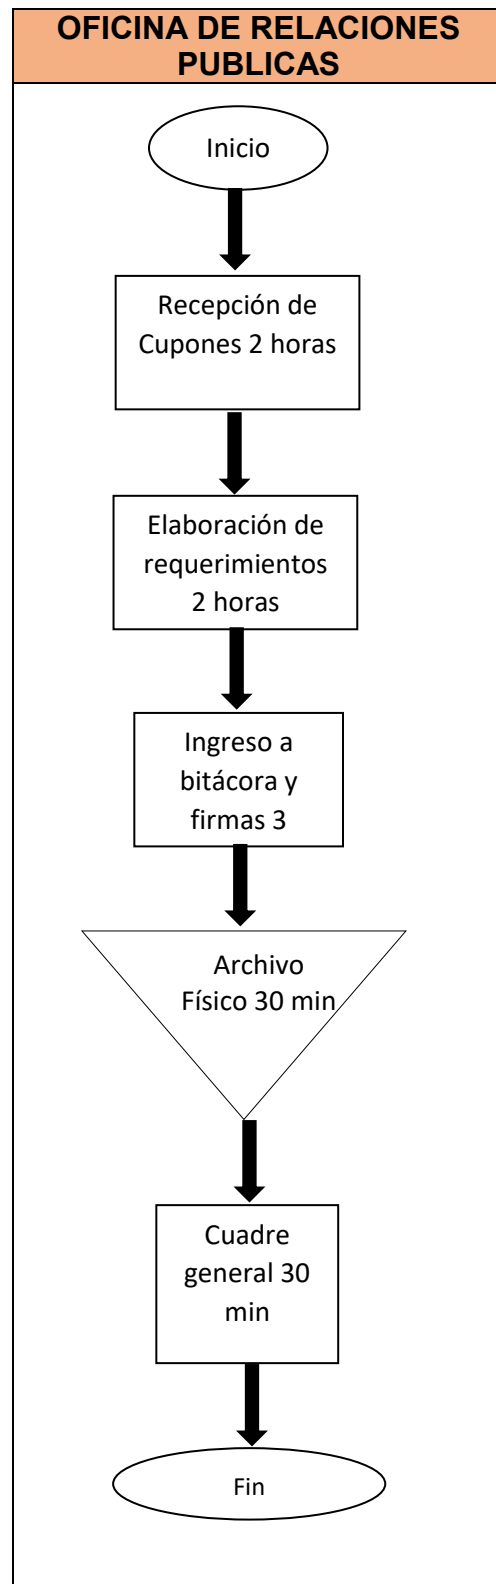 OFICINA DE RELACIONES
PUBLICAS
Inicio
Recepción de
Cupones 2 horas
Elaboración de
requerimientos
2 horas
Ingreso a
bitácora y
firmas 3
Archivo
Físico 30 min
Cuadre
general 30
min
Fin